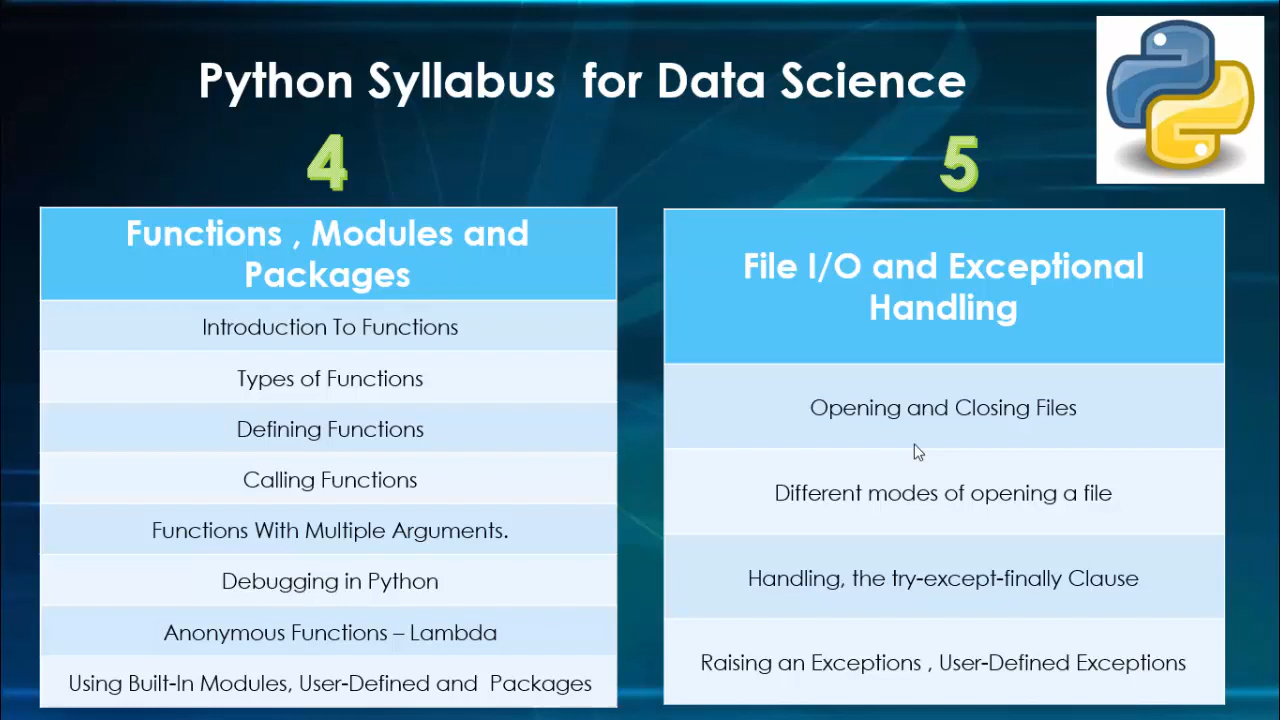 Python Syllabus for Data Science
4
Functions , Modules and
Packages
Introduction To Functions
Types of Functions
Defining Functions
Calling Functions
Functions With Multiple Arguments.
Debugging in Python
Anonymous Functions – Lambda
Using Built-In Modules, User-Defined and Packages
5
File I/O and Exceptional
Handling
Opening and Closing Files
Different modes of opening a file
Handling, the try-except-finally Clause
Raising an Exceptions , User-Defined Exceptions